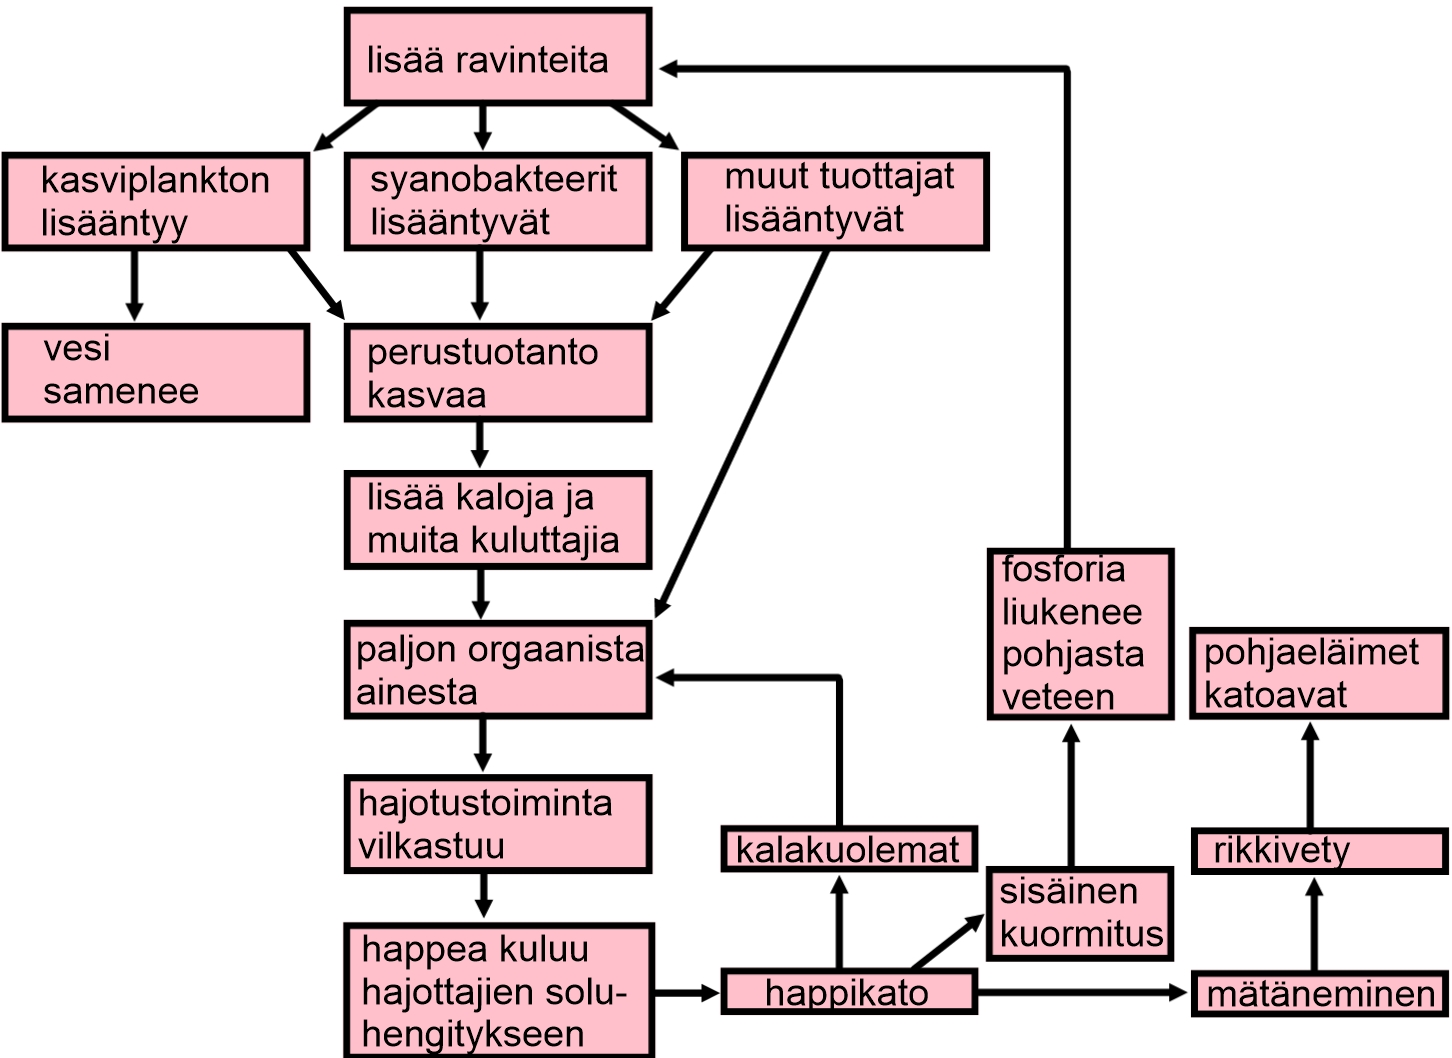 lisää ravinteita
kasviplankton
lisääntyy
syanobakteerit
lisääntyvät
muut tuottajat
lisääntyvät
vesi
samenee
perustuotanto
kasvaa
lisää kaloja ja
muita kuluttajia
paljon orgaanista
ainesta
hajotustoiminta
vilkastuu
happea kuluu
hajottajien solu-
hengitykseen
happikato
kalakuolemat
sisäinen
kuormitus
fosforia
liukenee
pohjasta
veteen
mätäneminen
rikkivety
pohjaeläimet
katoavat